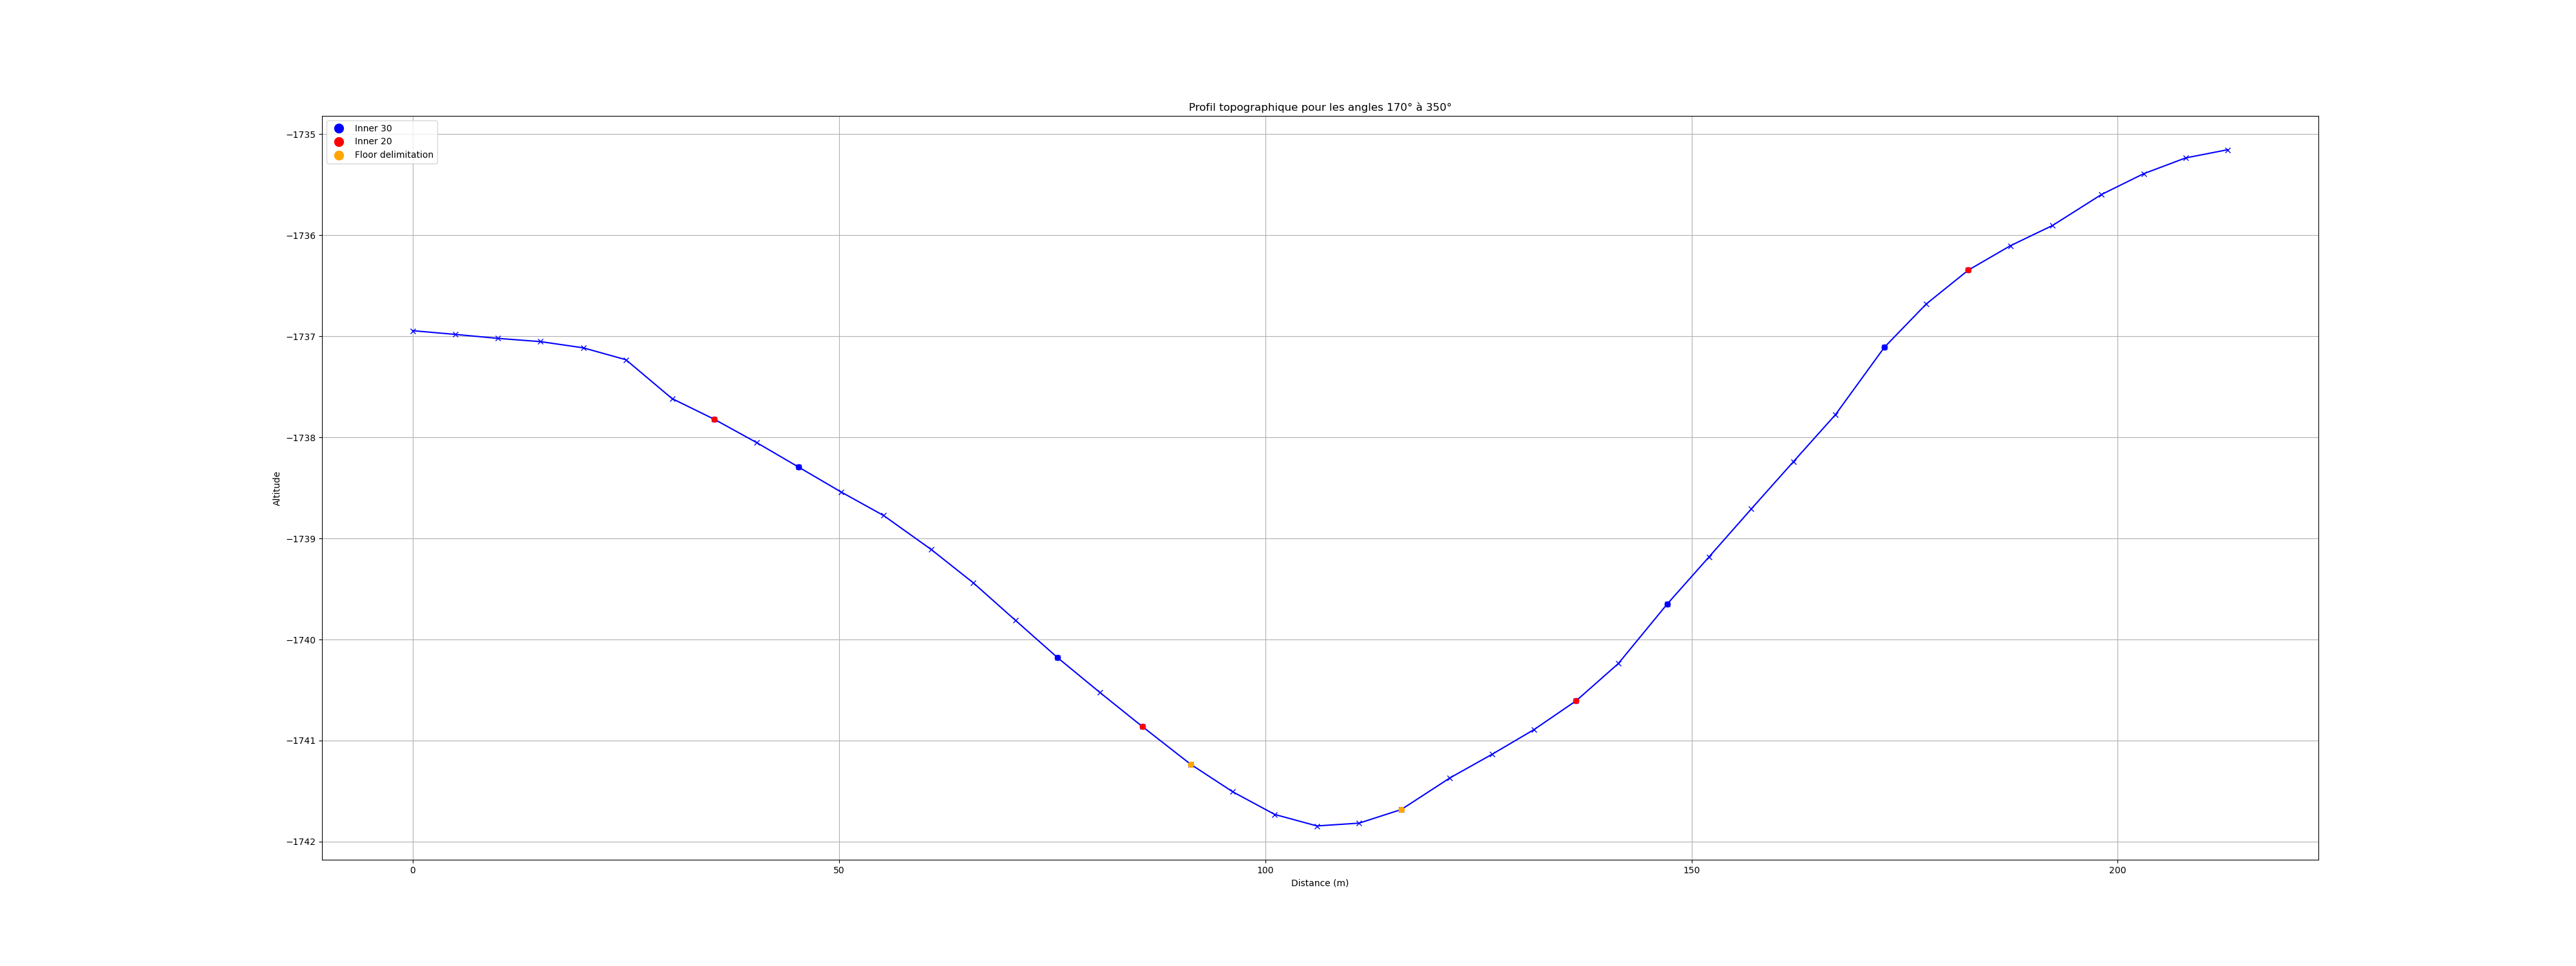 Profil topographique pour les angles 170° à 350°
Inner 30
Inner 20
Floor delimitation
−1735
−1736
−1737
−1738
−1739
−1740
−1741
−1742
Altitude
0 50 100 150 200
Distance (m)